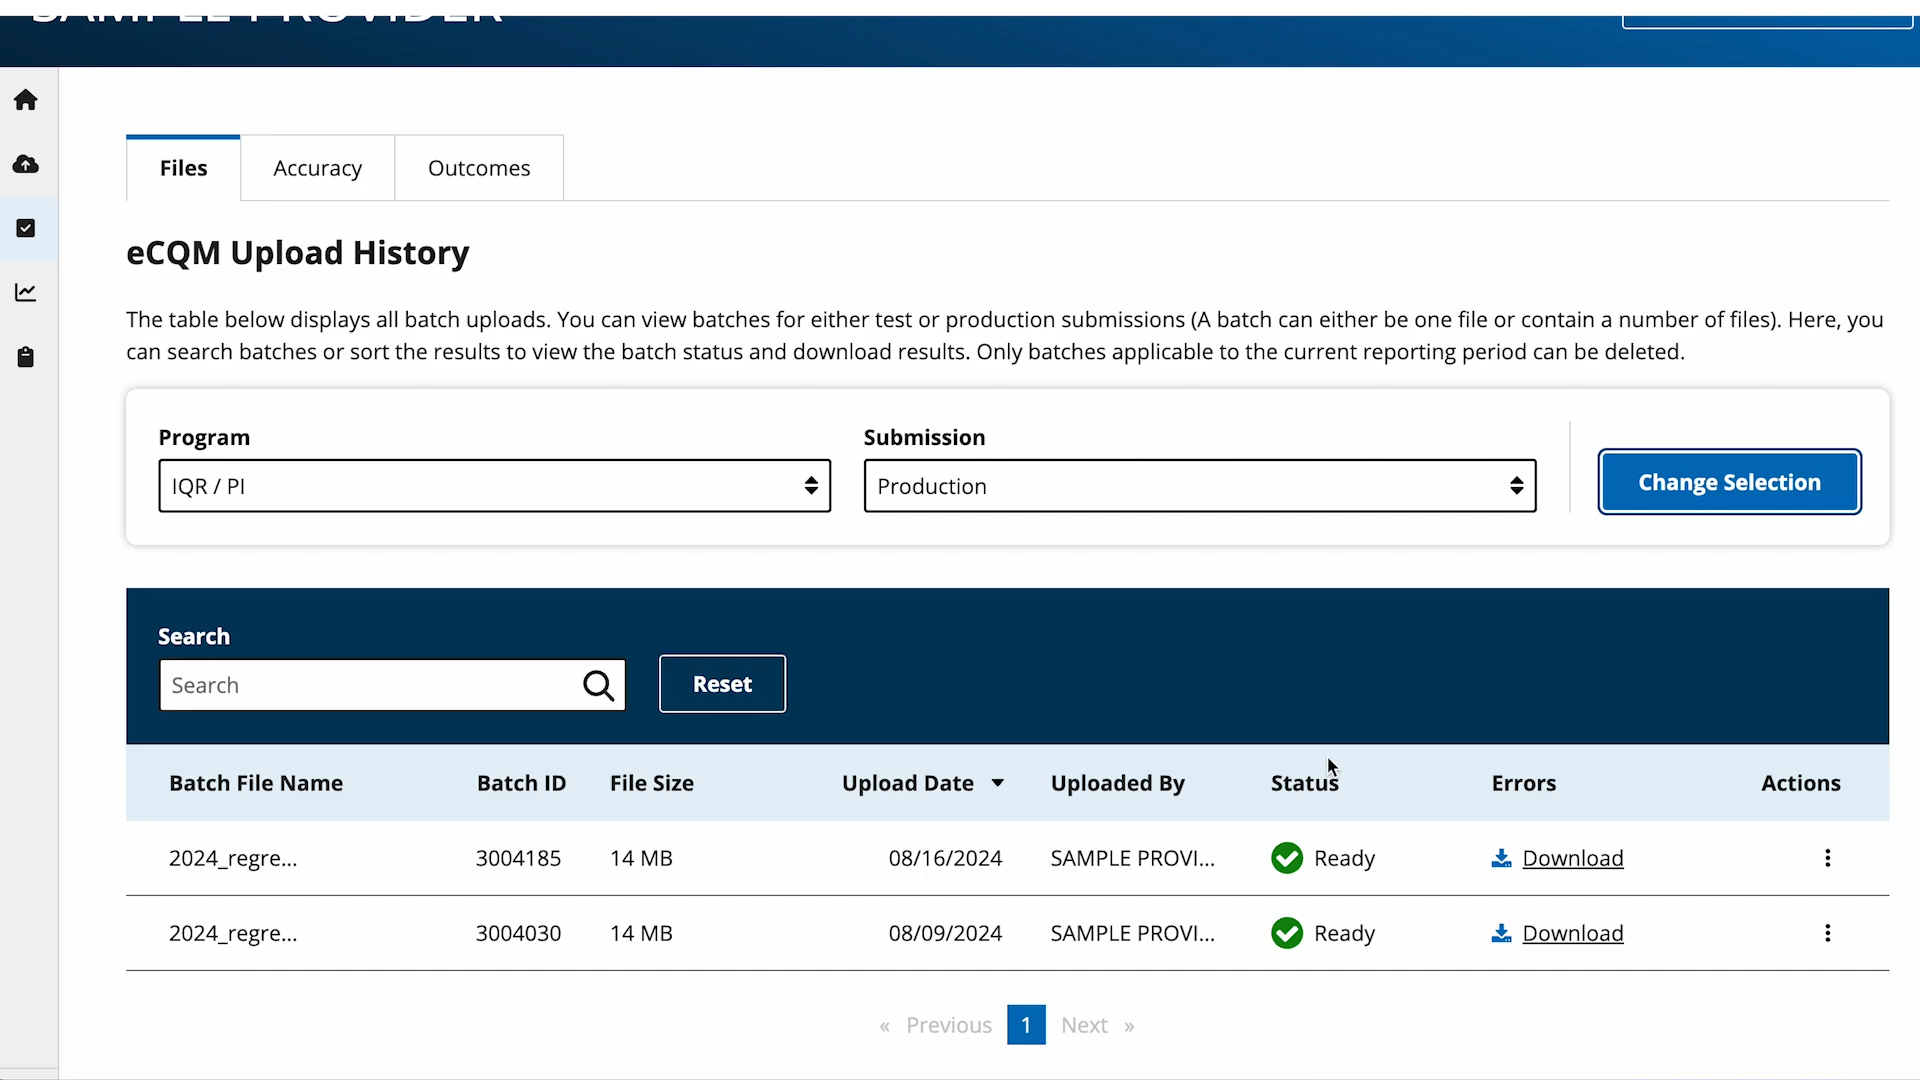 SAMPLE PROVIDER
Files
Accuracy
Outcomes
eCQM Upload History
The table below displays all batch uploads. You can view batches for either test or production submissions (A batch can either be one file or contain a number of files). Here, you
can search batches or sort the results to view the batch status and download results. Only batches applicable to the current reporting period can be deleted.
Program
Submission
IQR / PI
Production
Change Selection
Search
Search
Reset
Batch File Name Batch ID File Size Upload Date Uploaded By Status Errors Actions
2024_regre... 3004185 14 MB 08/16/2024 SAMPLE PROVI... Ready Download
2024_regre... 3004030 14 MB 08/09/2024 SAMPLE PROVI... Ready Download
« Previous 1 Next »